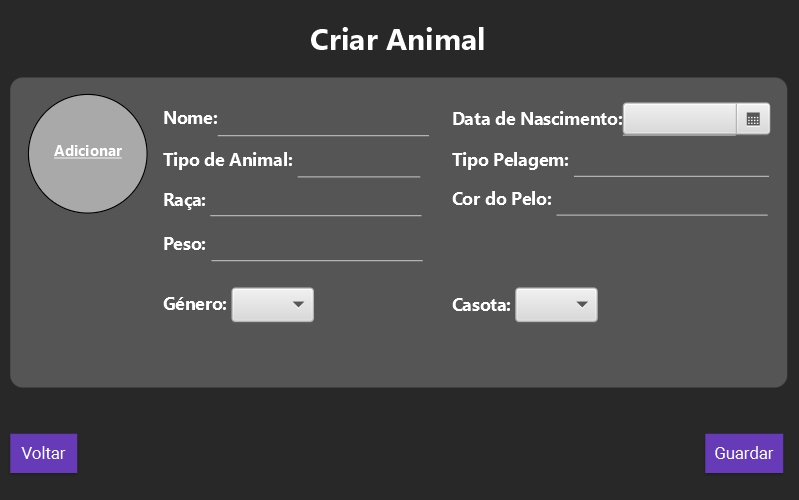 Criar Animal
Adicionar
Nome:
Data de Nascimento:
Tipo de Animal:
Tipo Pelagem:
Raça:
Cor do Pelo:
Peso:
Género:
Casota:
Voltar
Guardar